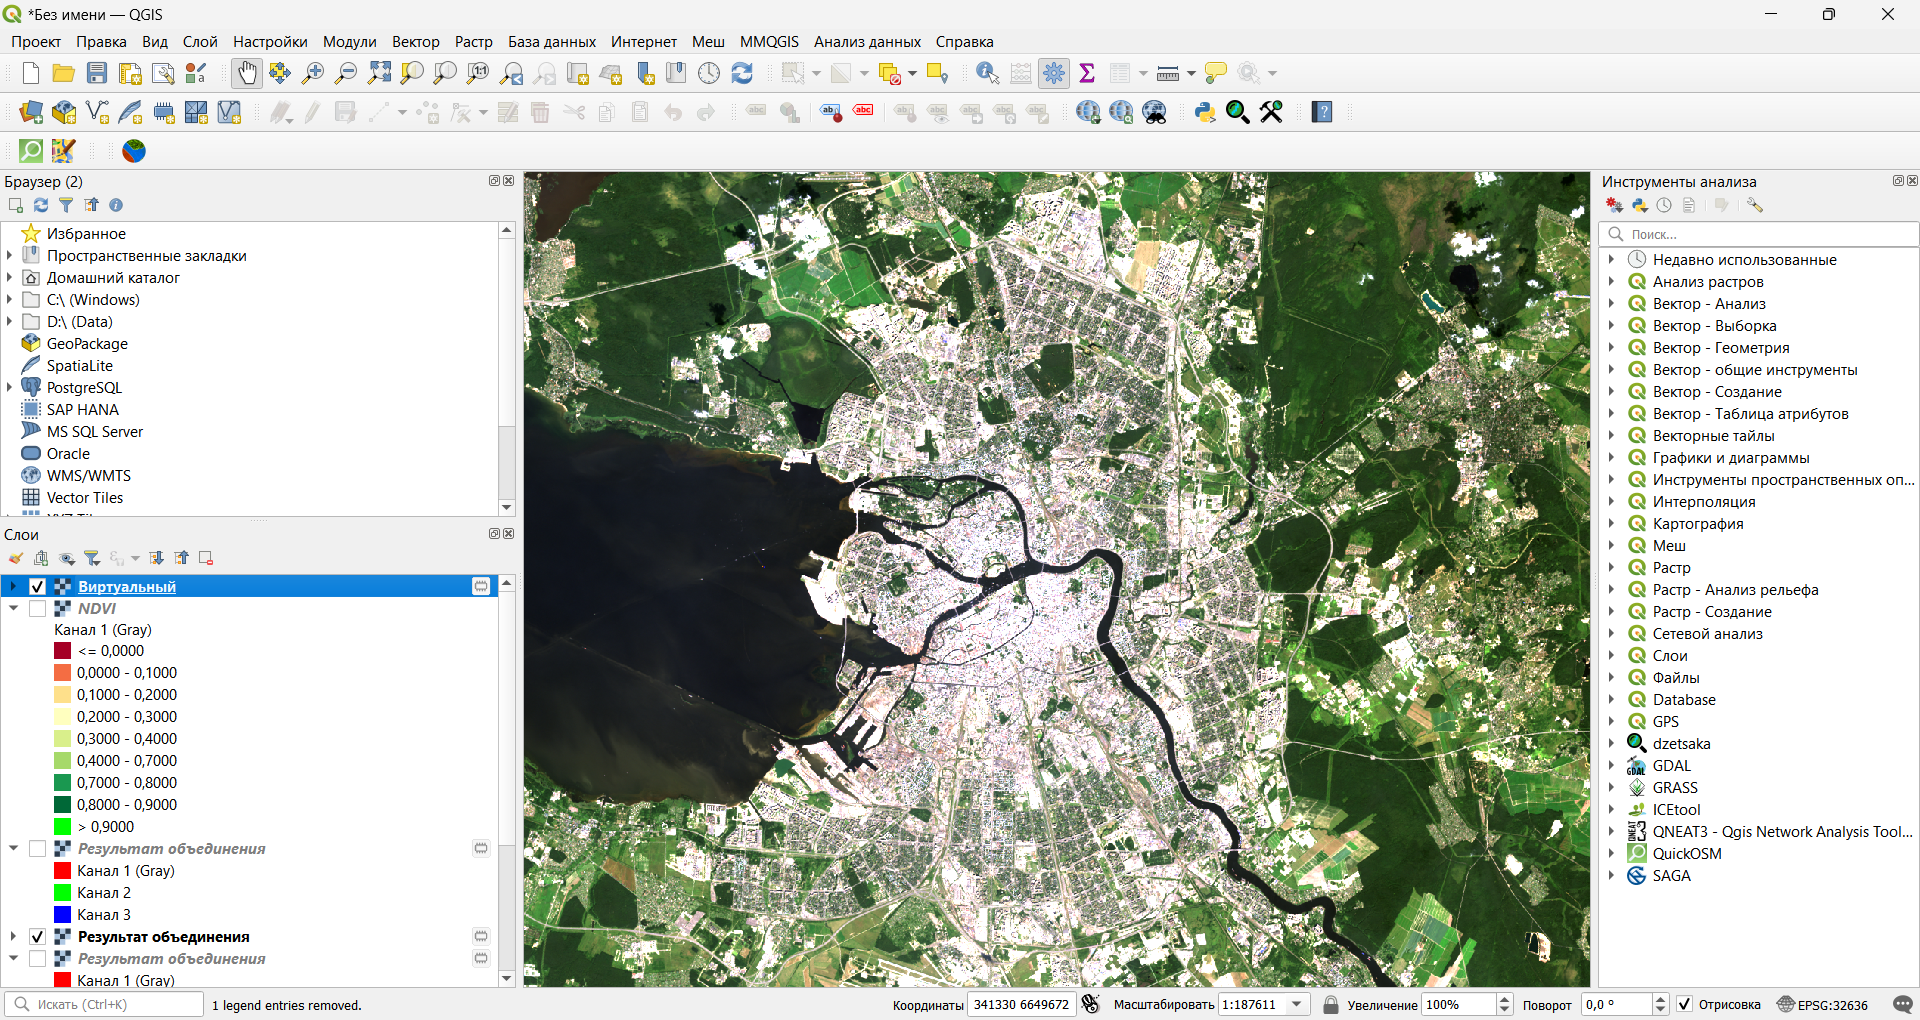 *Без имени — QGIS
Проект Правка Вид Слой Настройки Модули Вектор Растр База данных Интернет Меш MMQGIS Анализ данных Справка
Браузер (2)
Избранное
Пространственные закладки
Домашний каталог
C:\ (Windows)
D:\ (Data)
GeoPackage
SpatiaLite
PostgreSQL
SAP HANA
MS SQL Server
Oracle
WMS/WMTS
Vector Tiles
Слои
Виртуальный
NDVI
Канал 1 (Gray)
<= 0,0000
0,0000 - 0,1000
0,1000 - 0,2000
0,2000 - 0,3000
0,3000 - 0,4000
0,4000 - 0,7000
0,7000 - 0,8000
0,8000 - 0,9000
> 0,9000
Результат объединения
Канал 1 (Gray)
Канал 2
Канал 3
Результат объединения
Результат объединения
Канал 1 (Gray)
Инструменты анализа
Поиск...
Недавно использованные
Анализ растров
Вектор - Анализ
Вектор - Выборка
Вектор - Геометрия
Вектор - общие инструменты
Вектор - Создание
Вектор - Таблица атрибутов
Векторные тайлы
Графики и диаграммы
Инструменты пространственных оп...
Интерполяция
Картография
Меш
Растр
Растр - Анализ рельефа
Растр - Создание
Сетевой анализ
Слои
Файлы
Database
GPS
dzetsaka
GDAL
GRASS
ICEtool
QNEAT3 - Qgis Network Analysis Tool...
QuickOSM
SAGA
Искать (Ctrl+K) 1 legend entries removed. Координаты 341330 6649672 Масштабировать 1:187611 Увеличение 100% Поворот 0,0 ° Отрисовка EPSG:32636